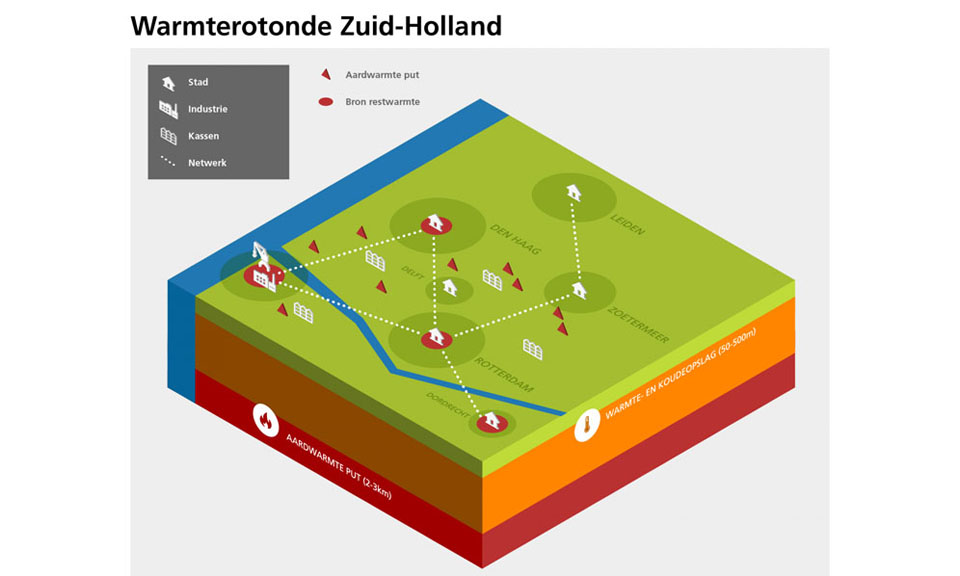 Warmterotonde Zuid-Holland
Stad
Industrie
Kassen
Netwerk
Aardwarmte put
Bron restwarmte
LEIDEN
DEN HAAG
DELFT
ZOETERMEER
ROTTERDAM
DORDRECHT
WARMTE- EN KOUDEOPSLAG (50-500m)
AARDWARMTE PUT (2-3km)